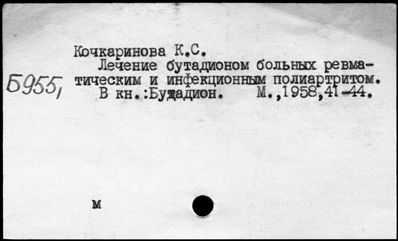 Кочкаринова К.С.
Лечение бутадионом больных ревма-
тическим и инфекционным полиартритом.
Б955,
В кн.:Бутадион. М.,1958,41-44.
м